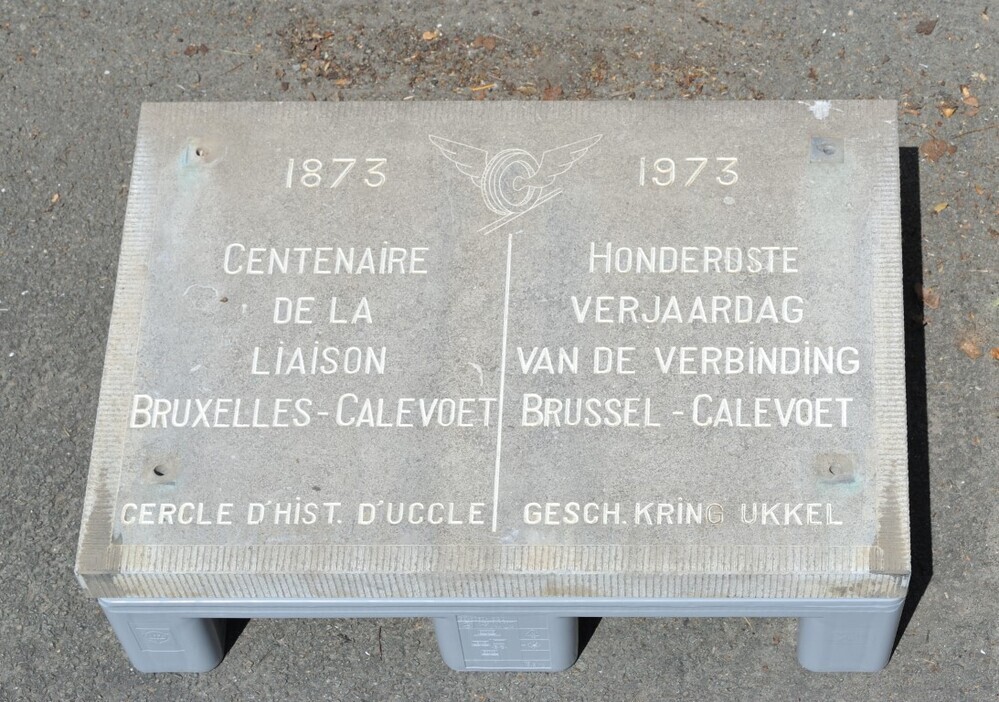 1873
CENTENAIRE
DE LA
LIAISON
BRUXELLES - CALEVOET
CERCLE D'HIST. D'UCCLE
1973
HONDERDSTE
VERJAARDAG
VAN DE VERBINDING
BRUSSEL - CALEVOET
GESCH. KRING UKKEL